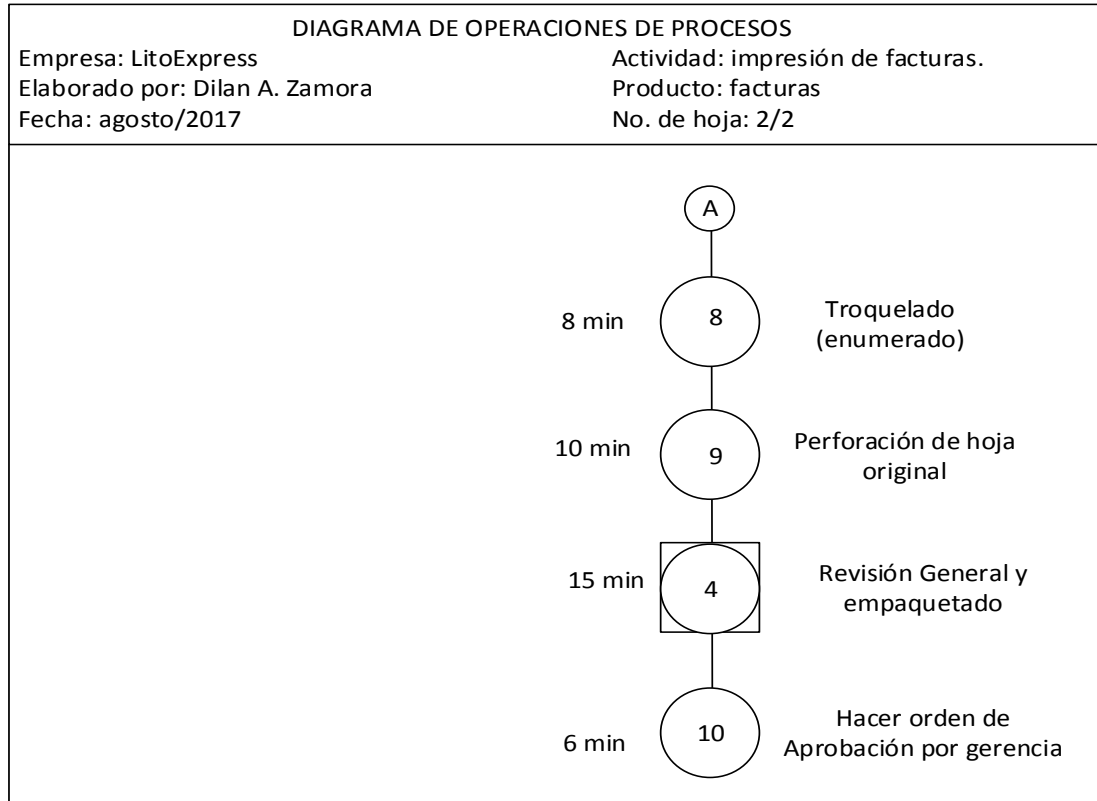 DIAGRAMA DE OPERACIONES DE PROCESOS
Empresa: LitoExpress
Actividad: impresión de facturas.
Elaborado por: Dilan A. Zamora
Producto: facturas
Fecha: agosto/2017
No. de hoja: 2/2
A
8 min
8
Troquelado
(enumerado)
10 min
9
Perforación de hoja
original
15 min
4
Revisión General y
empaquetado
6 min
10
Hacer orden de
Aprobación por gerencia